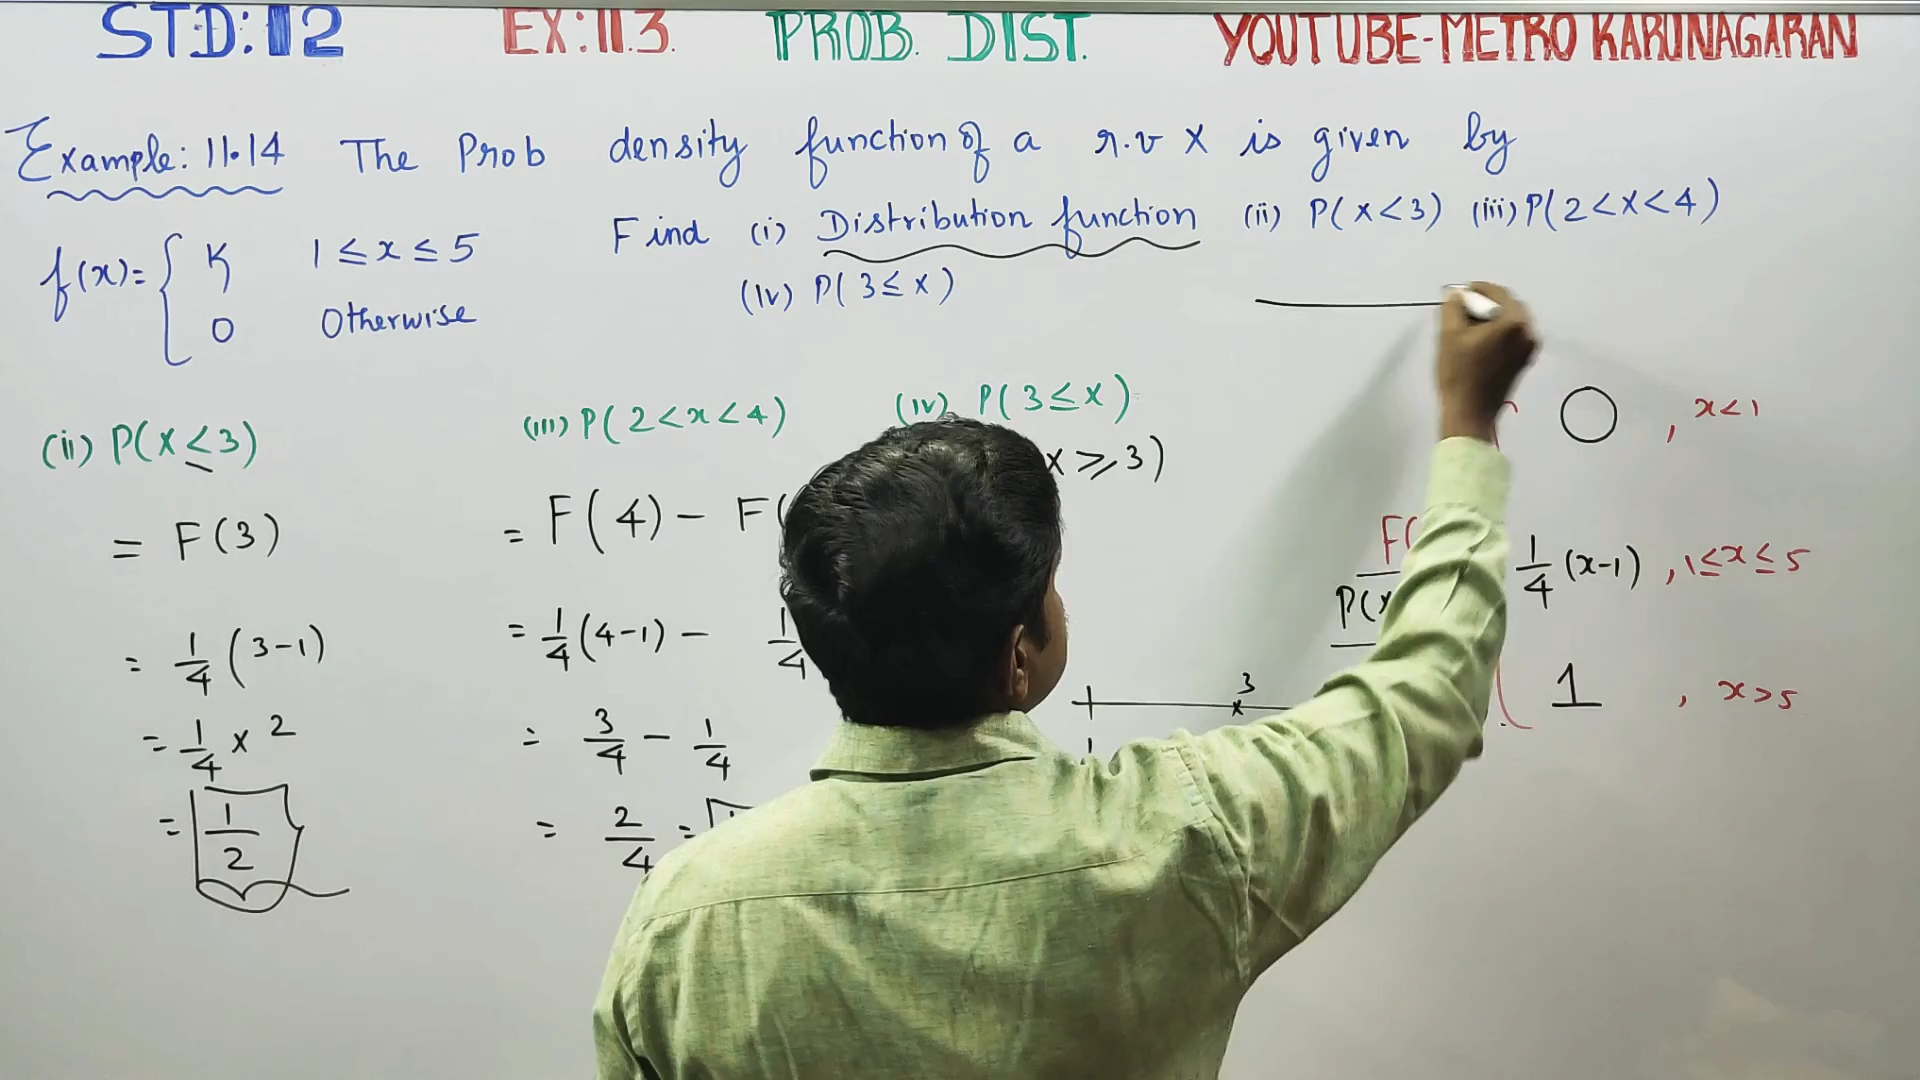 STD: 12 EX: 11.3. PROB. DIST. YOUTUBE-METRO KARUNAGARAN
Example: 11.14 The Prob density function of a r.v X is given by
f(x)= { K 1 ≤ x ≤ 5
0 Otherwise
Find (i) Distribution function (ii) P(X<3) (iii) P(2<X<4)
(iv) P(3≤X)
(ii) P(X<3)
= F(3)
= 1/4 (3-1)
= 1/4 x 2
= 1/2
(iii) P(2<x<4)
= F(4) - F(
= 1/4 (4-1) - 1/4
= 3/4 - 1/4
= 2/4 =
(iv) P(3≤X)
X ≥ 3)
3
F(
P(X
0 , x<1
1/4 (x-1) , 1≤x≤5
1 , x>5